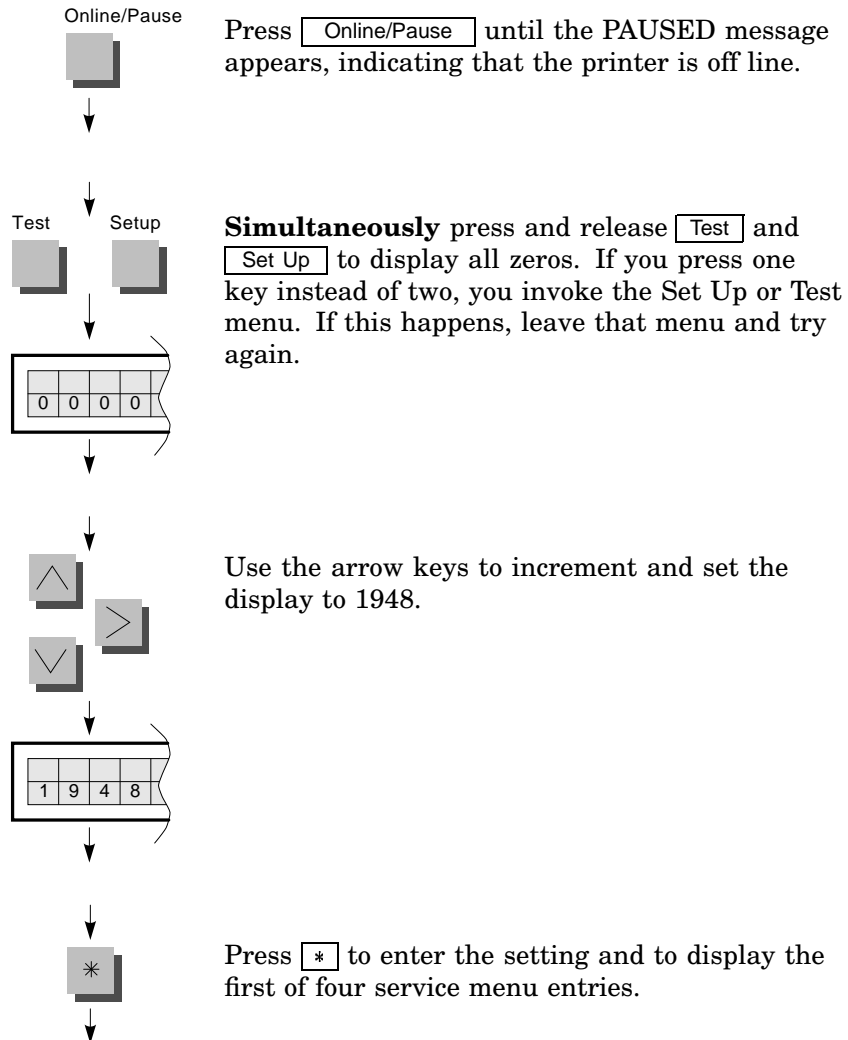 Online/Pause
Press Online/Pause until the PAUSED message
appears, indicating that the printer is off line.
Test Setup
Simultaneously press and release Test and
Set Up to display all zeros. If you press one
key instead of two, you invoke the Set Up or Test
menu. If this happens, leave that menu and try
again.
0 0 0 0
Use the arrow keys to increment and set the
display to 1948.
1 9 4 8
Press * to enter the setting and to display the
first of four service menu entries.
*